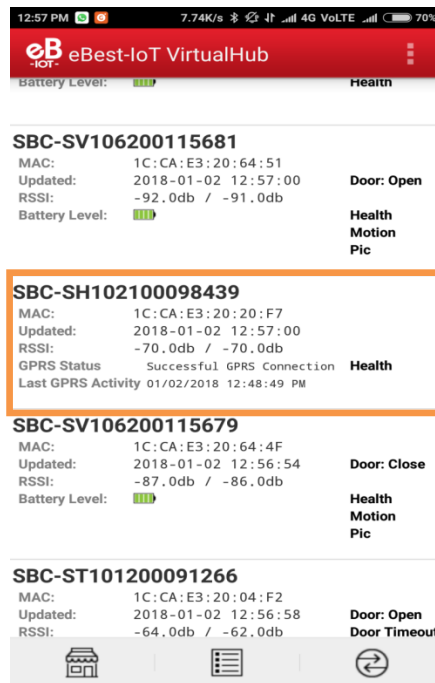 12:57 PM 7.74K/s 4G VoLTE 70%
eB -IOT- eBest-IoT VirtualHub
Battery Level: Health
SBC-SV106200115681
MAC: 1C:CA:E3:20:64:51
Updated: 2018-01-02 12:57:00 Door: Open
RSSI: -92.0db / -91.0db
Battery Level: Health
Motion
Pic
SBC-SH102100098439
MAC: 1C:CA:E3:20:20:F7
Updated: 2018-01-02 12:57:00
RSSI: -70.0db / -70.0db
GPRS Status Successful GPRS Connection Health
Last GPRS Activity 01/02/2018 12:48:49 PM
SBC-SV106200115679
MAC: 1C:CA:E3:20:64:4F
Updated: 2018-01-02 12:56:54 Door: Close
RSSI: -87.0db / -86.0db
Battery Level: Health
Motion
Pic
SBC-ST101200091266
MAC: 1C:CA:E3:20:04:F2
Updated: 2018-01-02 12:56:58 Door: Open
RSSI: -64.0db / -62.0db Door Timeout